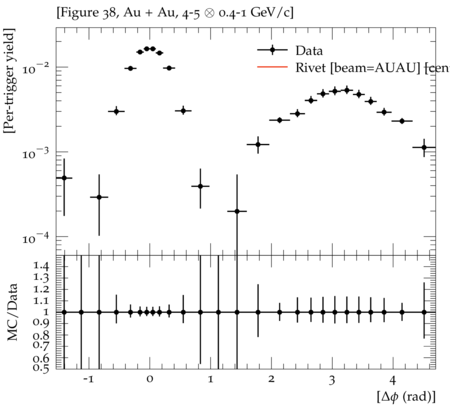 [Figure 38, Au + Au, 4-5 ⊗ 0.4-1 GeV/c]
[Per-trigger yield]
10⁻²
10⁻³
10⁻⁴
Data
Rivet [beam=AUAU] [cent
MC/Data
1.4
1.3
1.2
1.1
1
0.9
0.8
0.7
0.6
0.5
-1 0 1 2 3 4
[Δϕ (rad)]